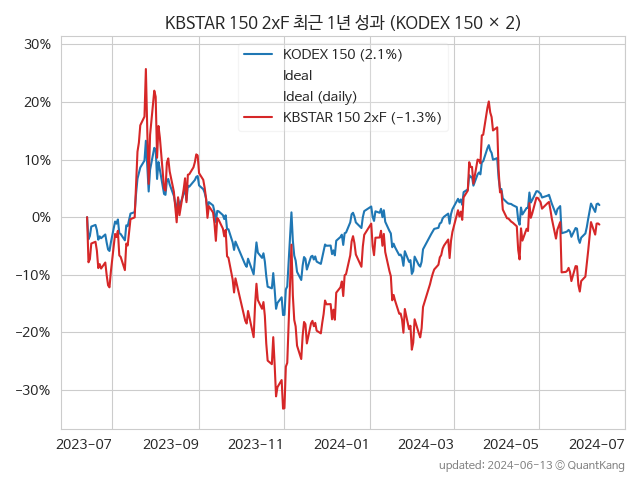 KBSTAR 150 2xF 최근 1년 성과 (KODEX 150 × 2)
30%
20%
10%
0%
−10%
−20%
−30%
KODEX 150 (2.1%)
Ideal
Ideal (daily)
KBSTAR 150 2xF (−1.3%)
2023-07
2023-09
2023-11
2024-01
2024-03
2024-05
2024-07
updated: 2024-06-13 © QuantKang